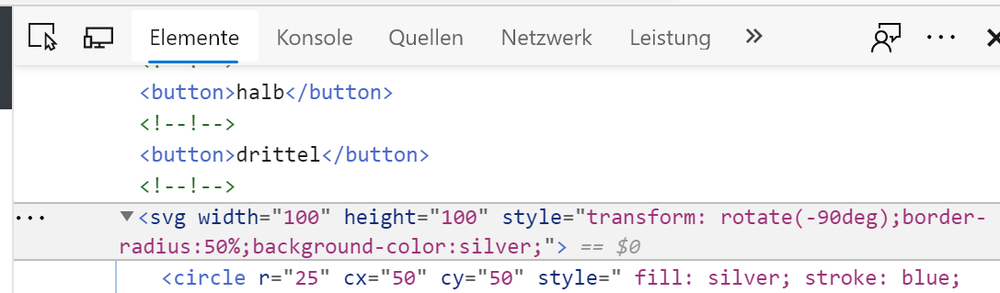 Elemente Konsole Quellen Netzwerk Leistung
<button>halb</button>
<!--!-->
<button>drittel</button>
<!--!-->
<svg width="100" height="100" style="transform: rotate(-90deg);border-
radius:50%;background-color:silver;"> == $0
<circle r="25" cx="50" cy="50" style=" fill: silver; stroke: blue;